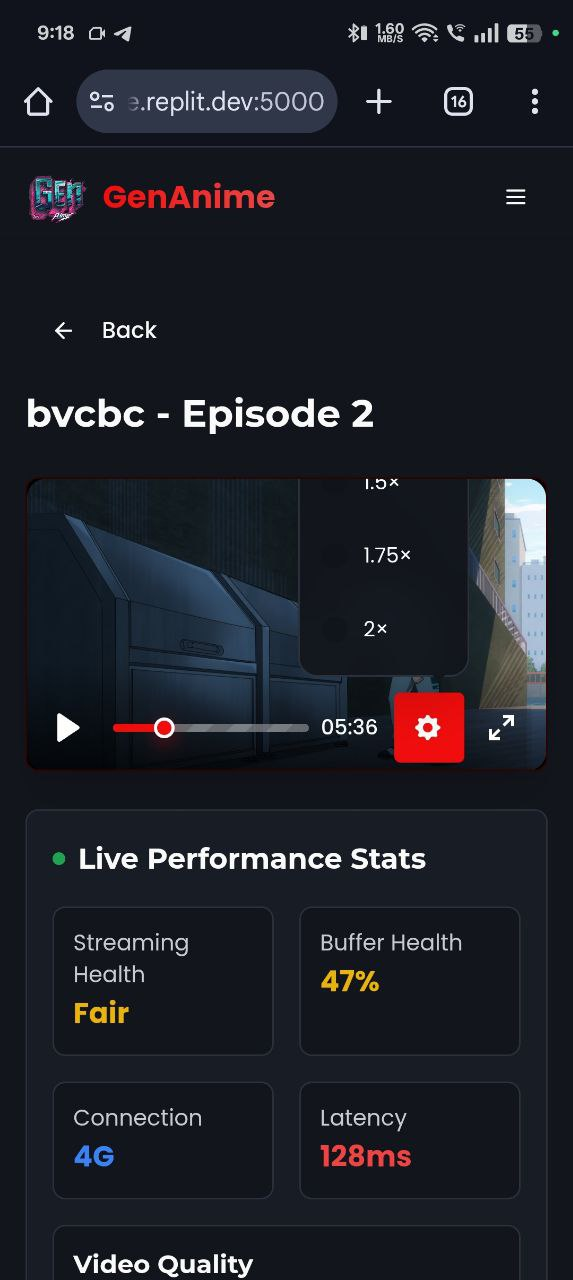 9:18
1.60
MB/S
55
e.replit.dev:5000
16
Gen
GenAnime
Back
bvcbc - Episode 2
1.5×
1.75×
2×
05:36
Live Performance Stats
Streaming
Health
Fair
Buffer Health
47%
Connection
4G
Latency
128ms
Video Quality